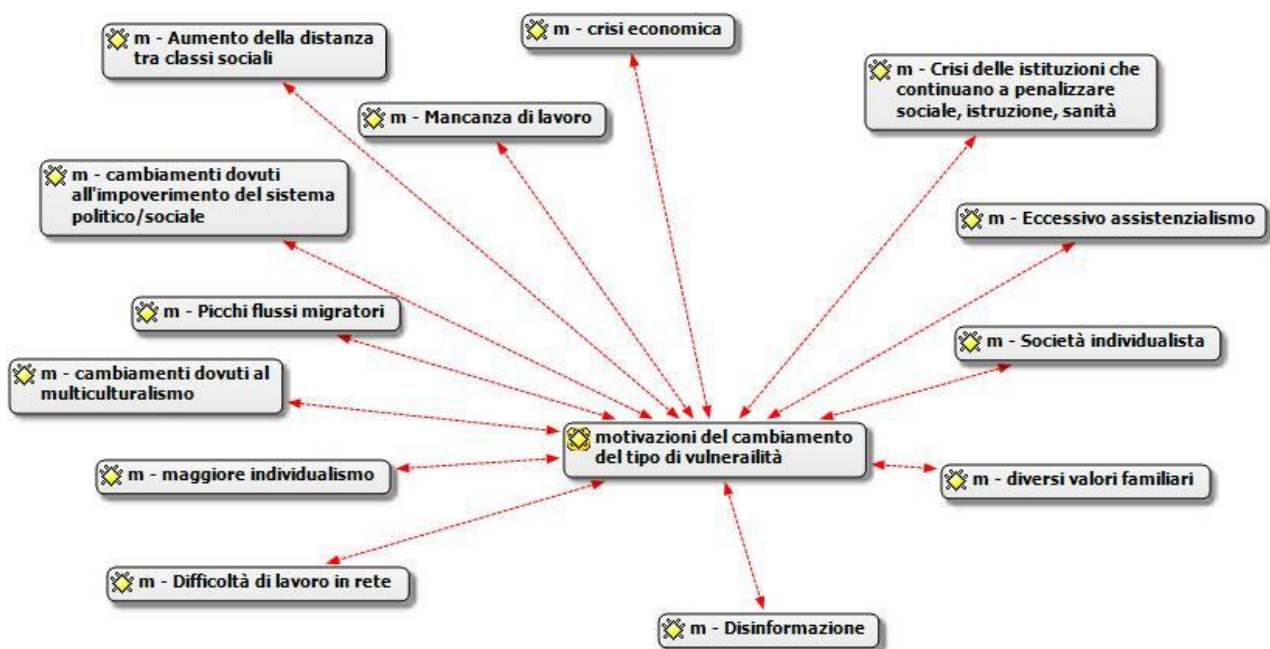 m - Aumento della distanza
tra classi sociali
m - crisi economica
m - Crisi delle istituzioni che
continuano a penalizzare
sociale, istruzione, sanità
m - Mancanza di lavoro
m - cambiamenti dovuti
all'impoverimento del sistema
politico/sociale
m - Eccessivo assistenzialismo
m - Picchi flussi migratori
m - Società individualista
m - cambiamenti dovuti al
multiculturalismo
motivazioni del cambiamento
del tipo di vulnerailità
m - maggiore individualismo
m - diversi valori familiari
m - Difficoltà di lavoro in rete
m - Disinformazione